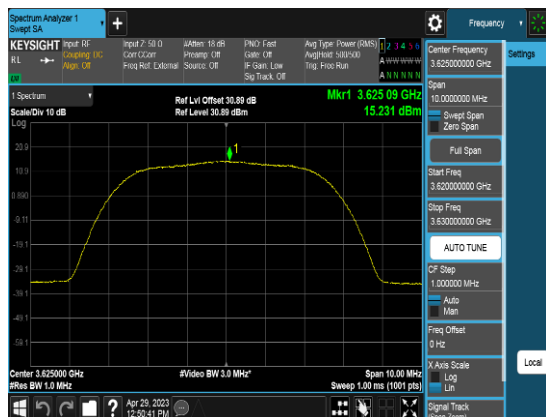 Spectrum Analyzer 1
Swept SA
+
Frequency
KEYSIGHT
RL
Input: RF
Coupling: DC
Align: Off
Input Z: 50 Ω
Corr CCorr
Freq Ref: External
#Atten: 18 dB
Preamp: Off
Source: Off
PNO: Fast
Gate: Off
IF Gain: Low
Sig Track: Off
Avg Type: Power (RMS)
Avg|Hold: 500/500
Trig: Free Run
1 2 3 4 5 6
A W W W W W
A N N N N N
LW
1 Spectrum
Scale/Div 10 dB
Ref Lvl Offset 30.89 dB
Ref Level 30.89 dBm
Mkr1 3.625 09 GHz
15.231 dBm
Log
20.9
10.9
0.890
-9.11
-19.1
-29.1
-39.1
-49.1
-59.1
1
Center 3.625000 GHz
#Res BW 1.0 MHz
#Video BW 3.0 MHz*
Span 10.00 MHz
Sweep 1.00 ms (1001 pts)
Apr 29, 2023
12:50:41 PM
Center Frequency
3.625000000 GHz
Span
10.0000000 MHz
Swept Span
Zero Span
Full Span
Start Freq
3.620000000 GHz
Stop Freq
3.630000000 GHz
AUTO TUNE
CF Step
1.000000 MHz
Auto
Man
Freq Offset
0 Hz
X Axis Scale
Log
Lin
Signal Track
(Span Zoom)
Settings
Local